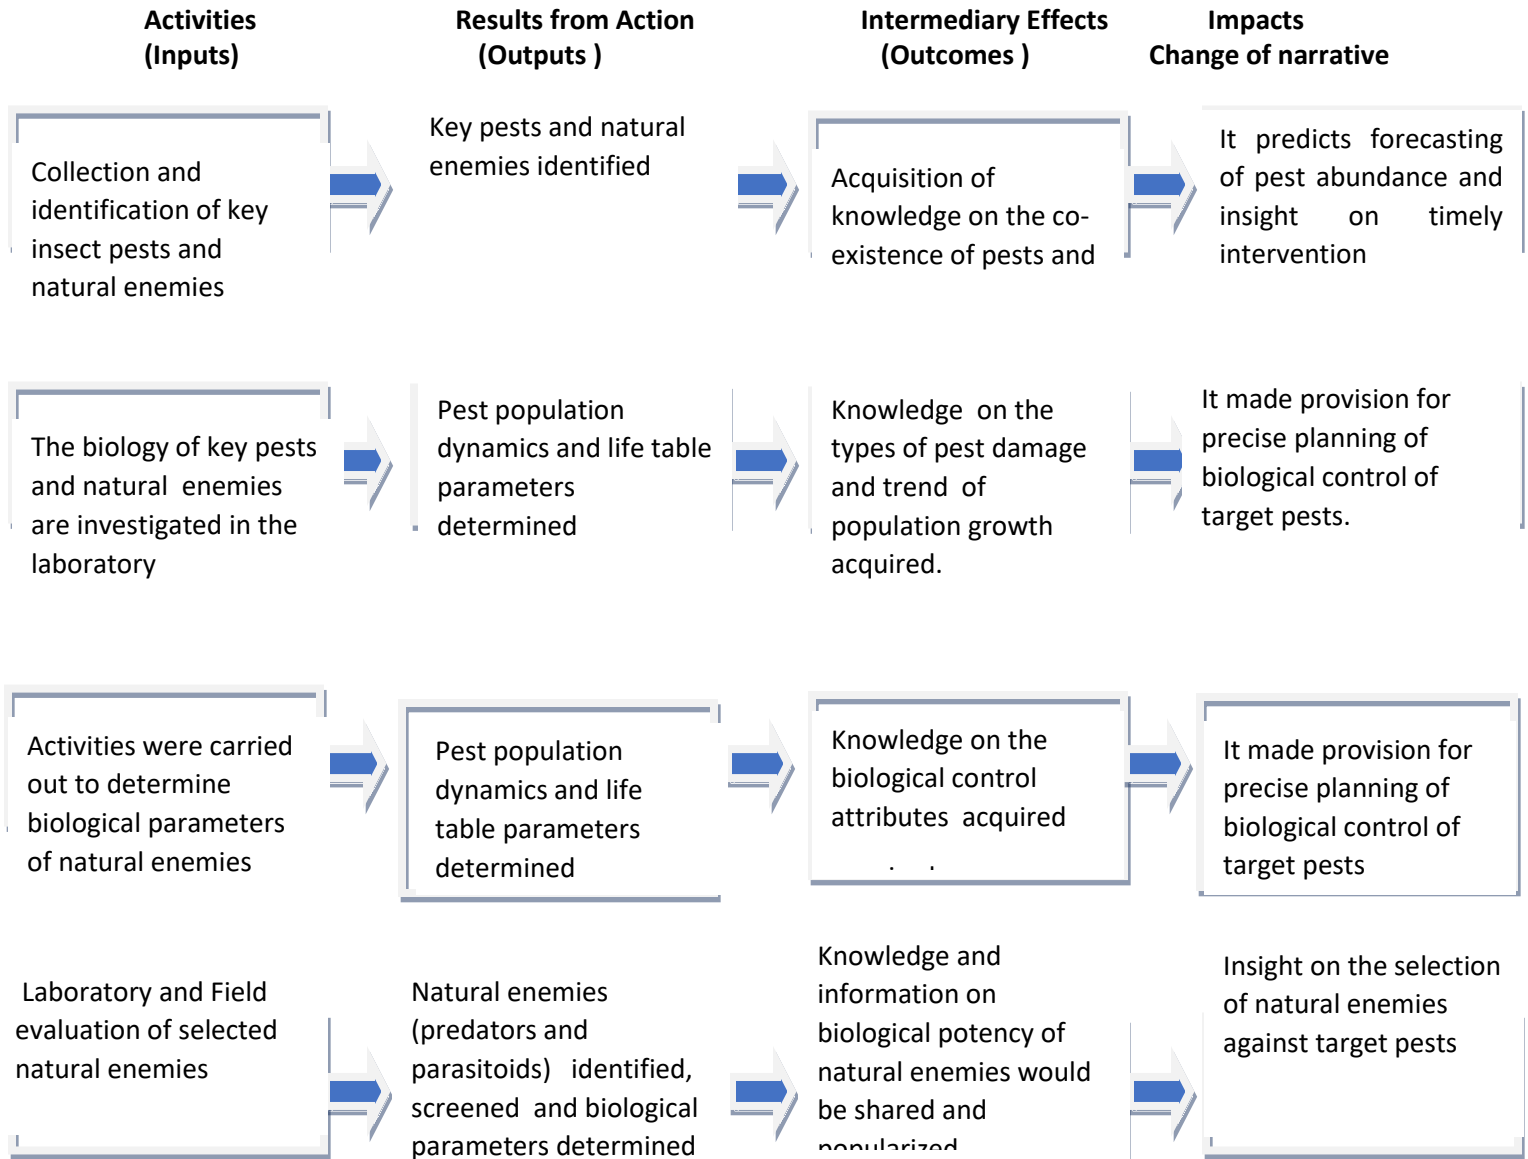 Activities
(Inputs)
Results from Action
(Outputs )
Intermediary Effects
(Outcomes )
Impacts
Change of narrative
Collection and
identification of key
insect pests and
natural enemies
Key pests and natural
enemies identified
Acquisition of
knowledge on the co-
existence of pests and
It predicts forecasting
of pest abundance and
insight on timely
intervention
The biology of key pests
and natural enemies
are investigated in the
laboratory
Pest population
dynamics and life table
parameters
determined
Knowledge on the
types of pest damage
and trend of
population growth
acquired.
It made provision for
precise planning of
biological control of
target pests.
Activities were carried
out to determine
biological parameters
of natural enemies
Pest population
dynamics and life
table parameters
determined
Knowledge on the
biological control
attributes acquired
It made provision for
precise planning of
biological control of
target pests
Laboratory and Field
evaluation of selected
natural enemies
Natural enemies
(predators and
parasitoids) identified,
screened and biological
parameters determined
Knowledge and
information on
biological potency of
natural enemies would
be shared and
popularized
Insight on the selection
of natural enemies
against target pests